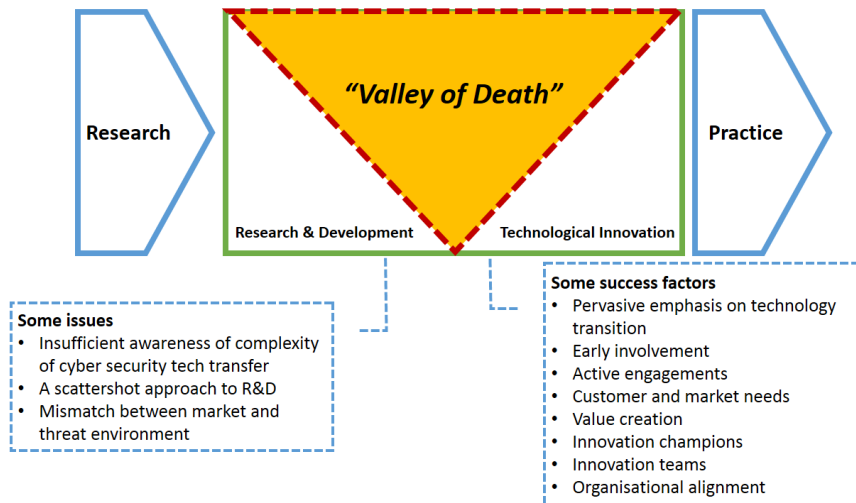 “Valley of Death”
Research
Practice
Research & Development
Technological Innovation
Some issues
• Insufficient awareness of complexity
of cyber security tech transfer
• A scattershot approach to R&D
• Mismatch between market and
threat environment
Some success factors
• Pervasive emphasis on technology
transition
• Early involvement
• Active engagements
• Customer and market needs
• Value creation
• Innovation champions
• Innovation teams
• Organisational alignment